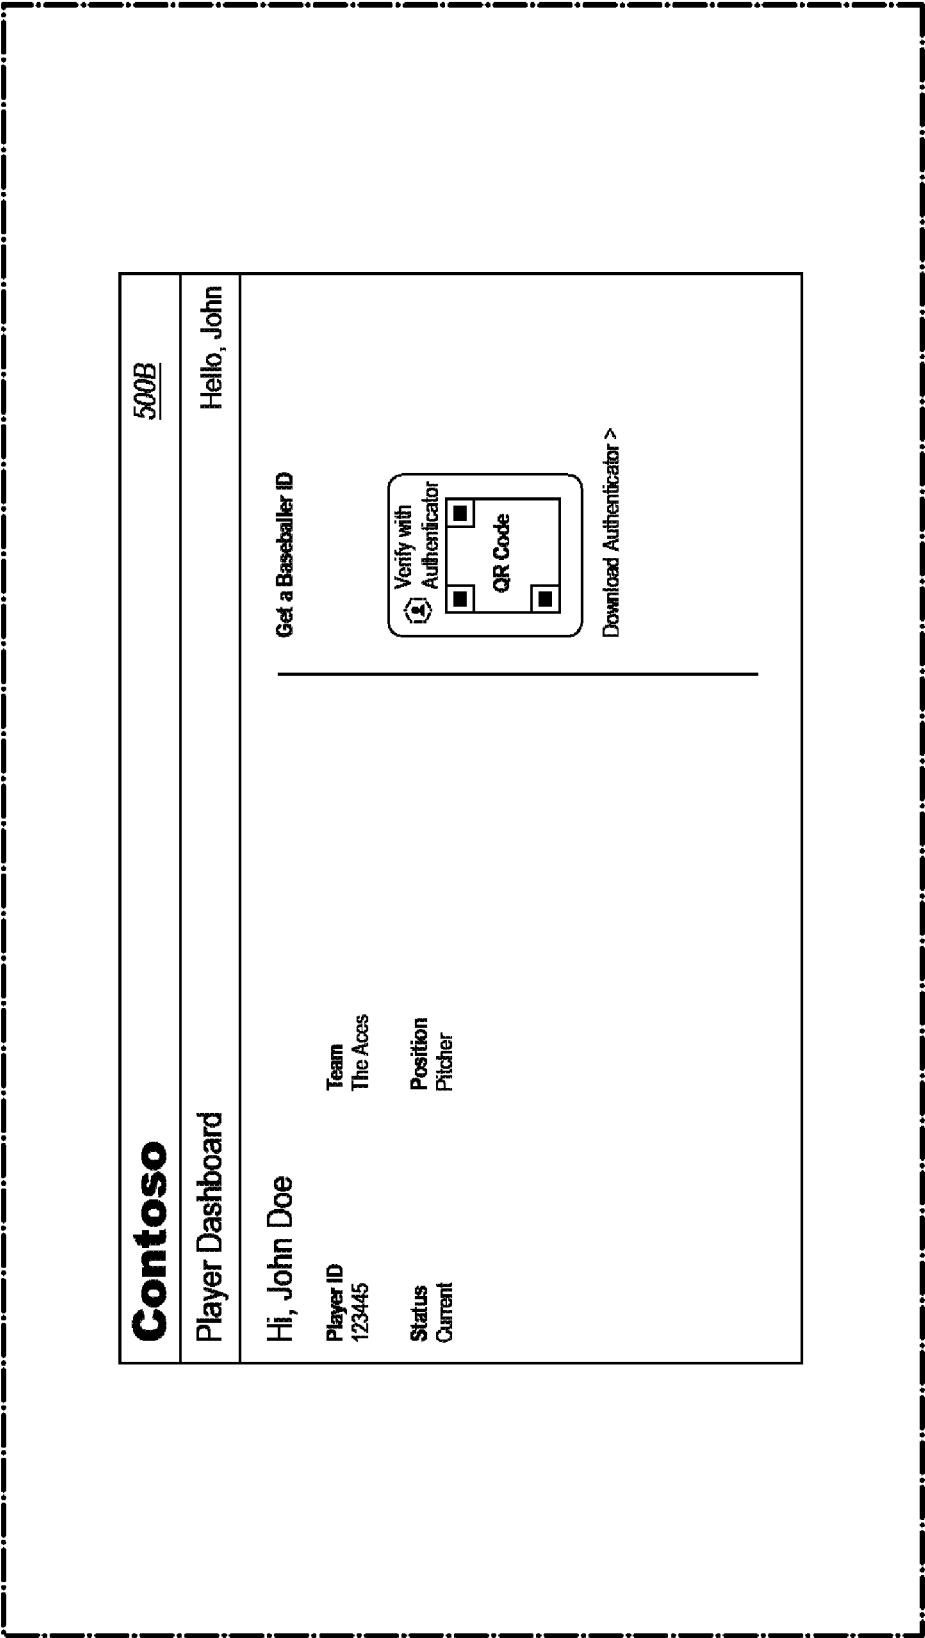 Contoso
500B
Player Dashboard
Hello, John
Hi, John Doe
Player ID
123445
Team
The Aces
Status
Current
Position
Pitcher
Get a Baseballer ID
Verify with
Authenticator
QR Code
Download Authenticator >